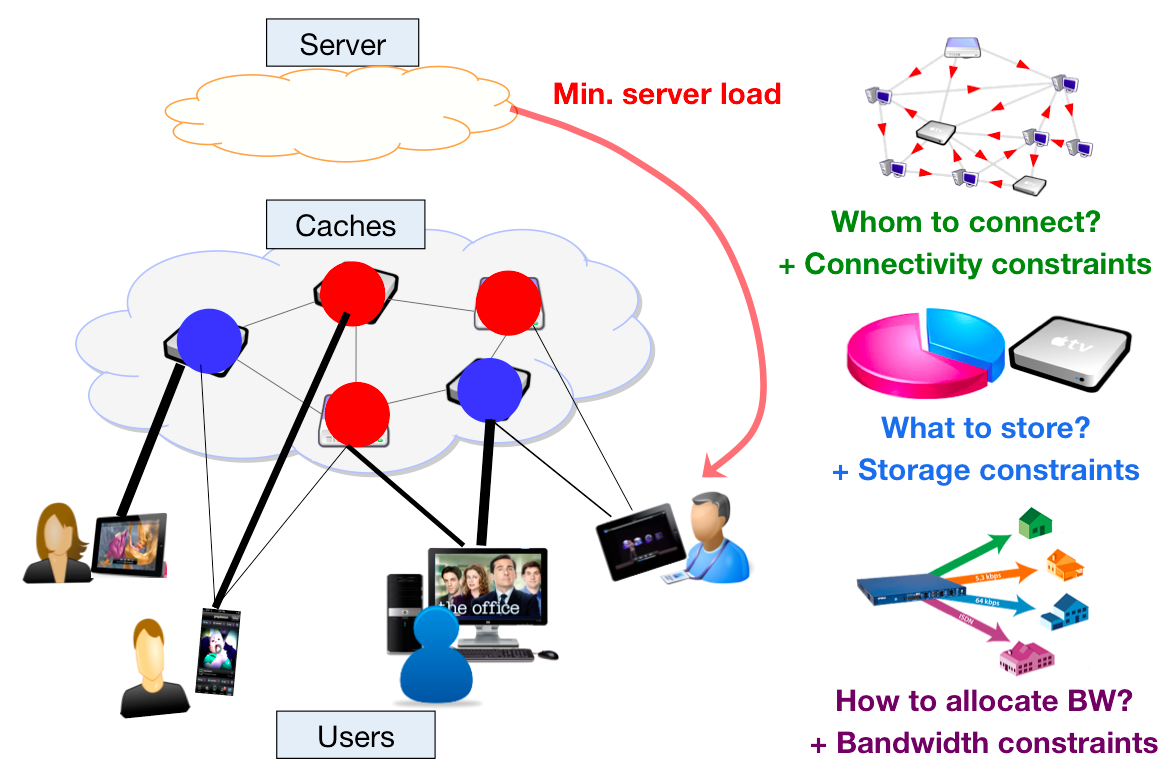 Server
Min. server load
Caches
Whom to connect?
+ Connectivity constraints
tv
What to store?
+ Storage constraints
the office
5.3 kbps
64 kbps
ISDN
Users
How to allocate BW?
+ Bandwidth constraints